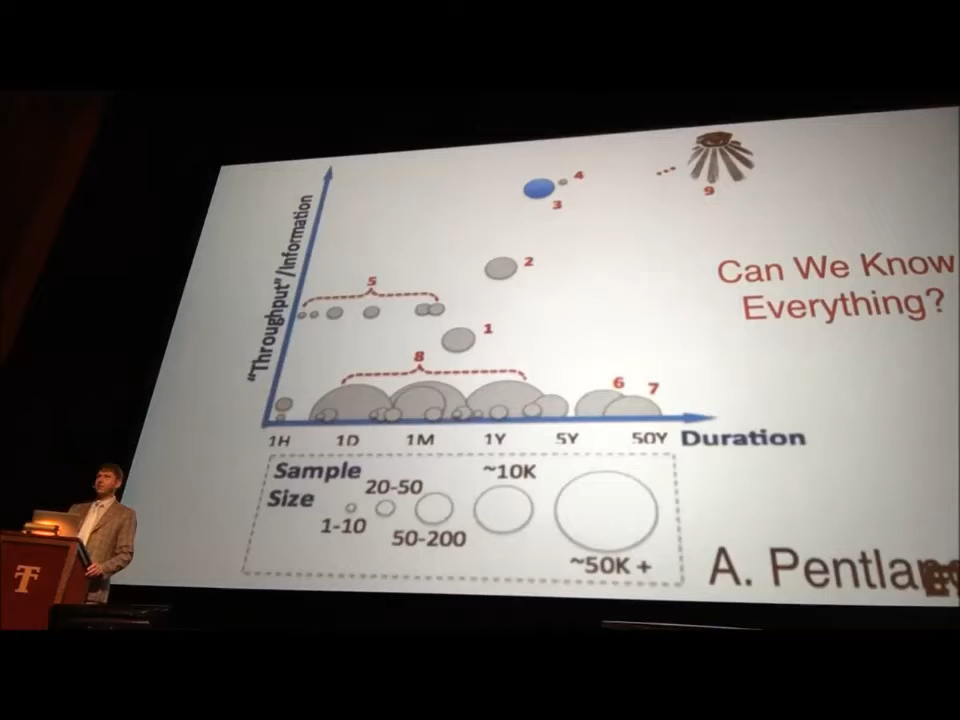 "Throughput"/Information
4
3
9
2
5
1
8
6
7
1H 1D 1M 1Y 5Y 50Y Duration
Can We Know
Everything?
Sample
Size
1-10
20-50
50-200
~10K
~50K +
A. Pentla
T